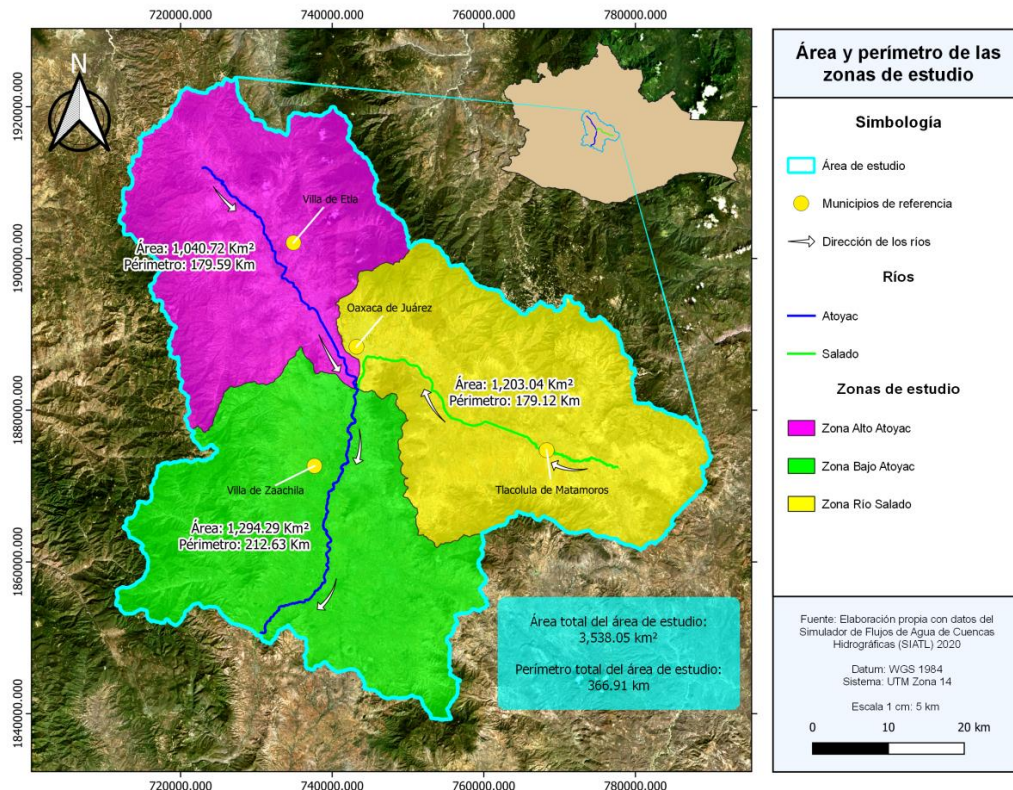 720000.000
740000.000
760000.000
780000.000
1920000.000
1900000.000
1880000.000
1860000.000
1840000.000
N
Villa de Etla
Área: 1,040.72 Km²
Périmetro: 179.59 Km
Oaxaca de Juárez
Área: 1,203.04 Km²
Périmetro: 179.12 Km
Tlacolula de Matamoros
Villa de Zaachila
Área: 1,294.29 Km²
Périmetro: 212.63 Km
Área total del área de estudio:
3,538.05 km²
Perímetro total del área de estudio:
366.91 km
720000.000
740000.000
760000.000
780000.000
Área y perímetro de las
zonas de estudio
Simbología
Área de estudio
Municipios de referencia
Dirección de los ríos
Ríos
Atoyac
Salado
Zonas de estudio
Zona Alto Atoyac
Zona Bajo Atoyac
Zona Río Salado
Fuente: Elaboración propia con datos del
Simulador de Flujos de Agua de Cuencas
Hidrográficas (SIATL) 2020
Datum: WGS 1984
Sistema: UTM Zona 14
Escala 1 cm: 5 km
0 10 20 km